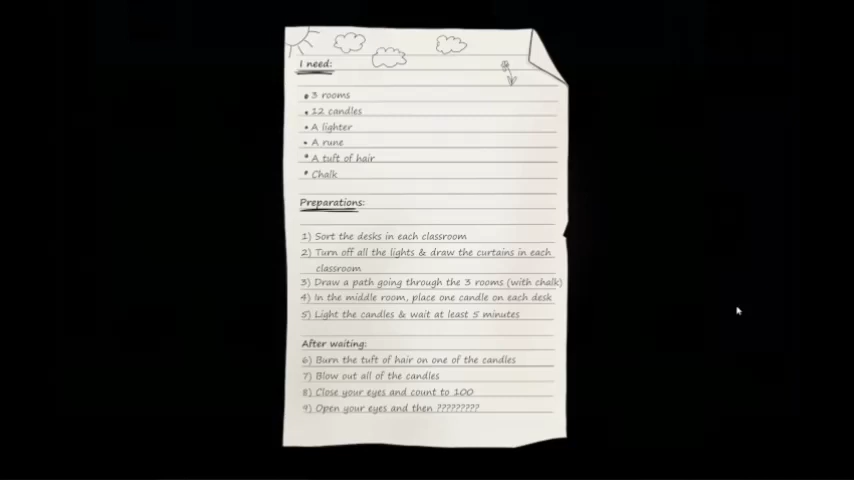 I need:
• 3 rooms
• 12 candles
• A lighter
• A rune
• A tuft of hair
• Chalk
Preparations:
1) Sort the desks in each classroom
2) Turn off all the lights & draw the curtains in each
classroom
3) Draw a path going through the 3 rooms (with chalk)
4) In the middle room, place one candle on each desk
5) Light the candles & wait at least 5 minutes
After waiting:
6) Burn the tuft of hair on one of the candles
7) Blow out all of the candles
8) Close your eyes and count to 100
9) Open your eyes and then ?????????